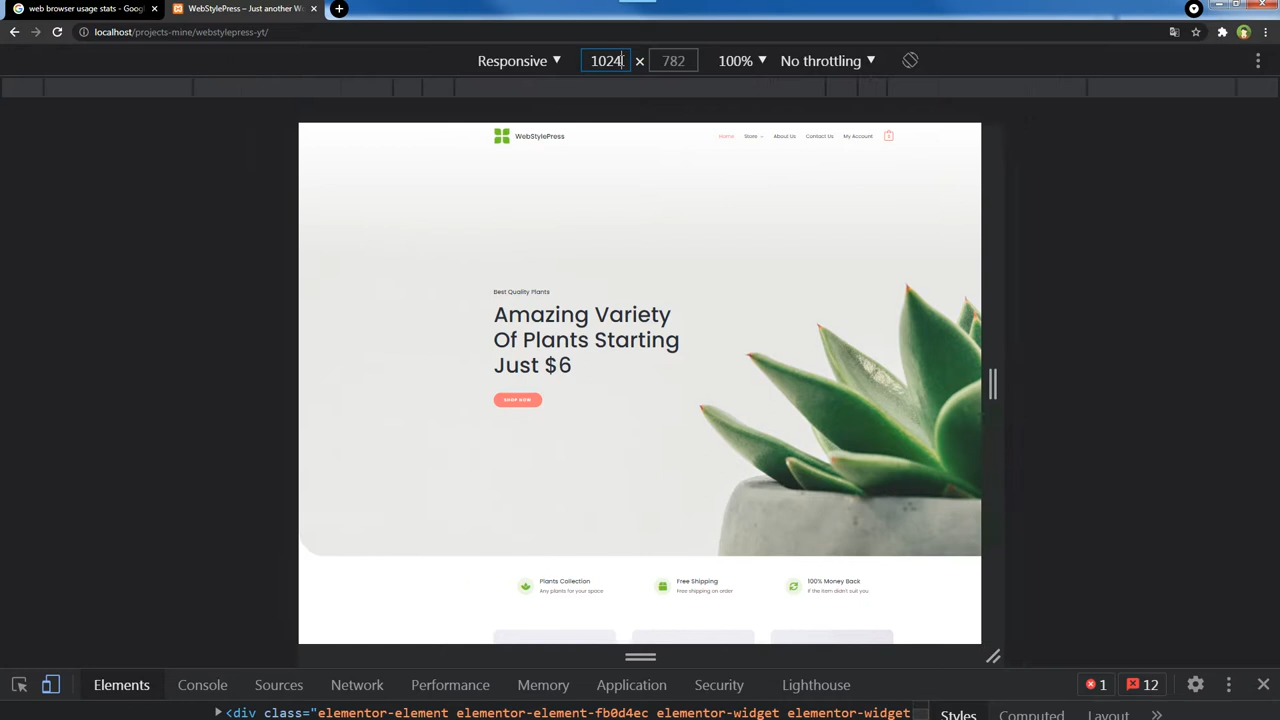 web browser usage stats - Goog
WebStylePress – Just another W
localhost/projects-mine/webstylepress-yt/
Responsive
1024 × 782
100%
No throttling
WebStylePress
Home
Store
About Us
Contact Us
My Account
Best Quality Plants
Amazing Variety
Of Plants Starting
Just $6
SHOP NOW
Plants Collection
Any plants for your space
Free Shipping
Free shipping on order
100% Money Back
If the item didn't suit you
Elements
Console
Sources
Network
Performance
Memory
Application
Security
Lighthouse
1
12
<div class="elementor-element elementor-element-fb0d4ec elementor-widget elementor-widget
Styles
Computed
Layout